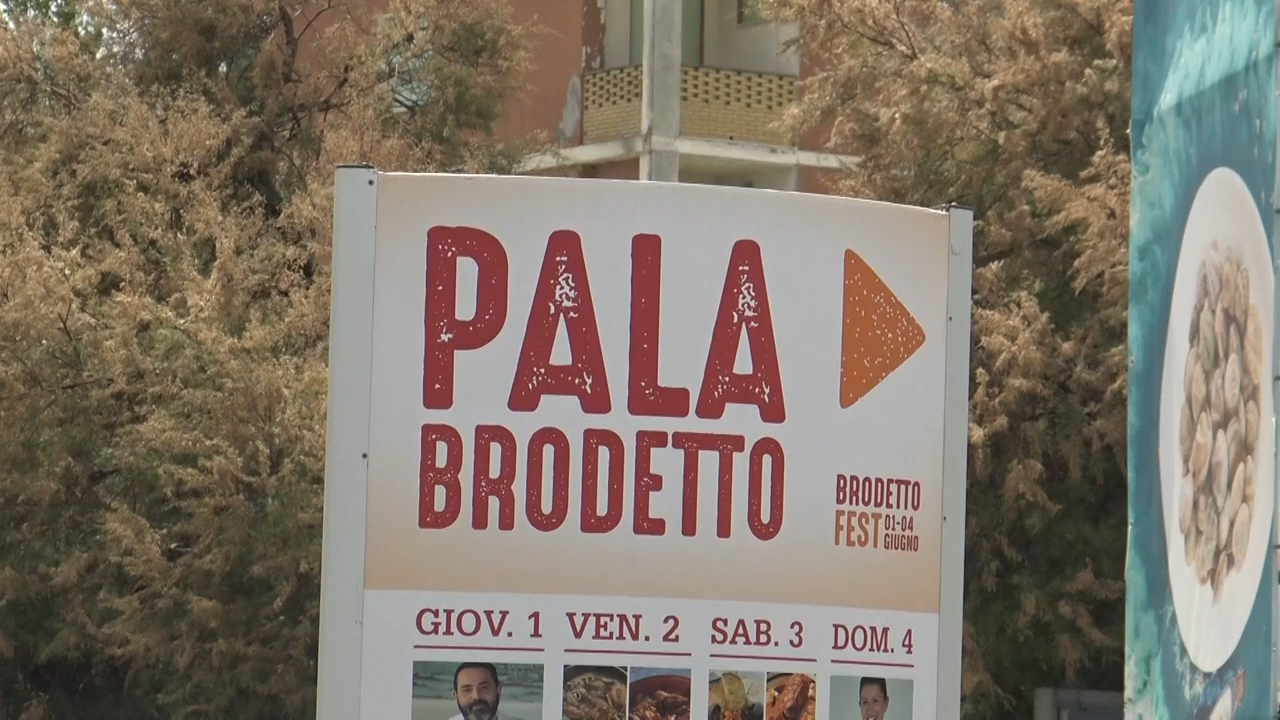 PALA
BRODETTO
BRODETTO
FEST 01-04
GIUGNO
GIOV. 1 VEN. 2 SAB. 3 DOM. 4